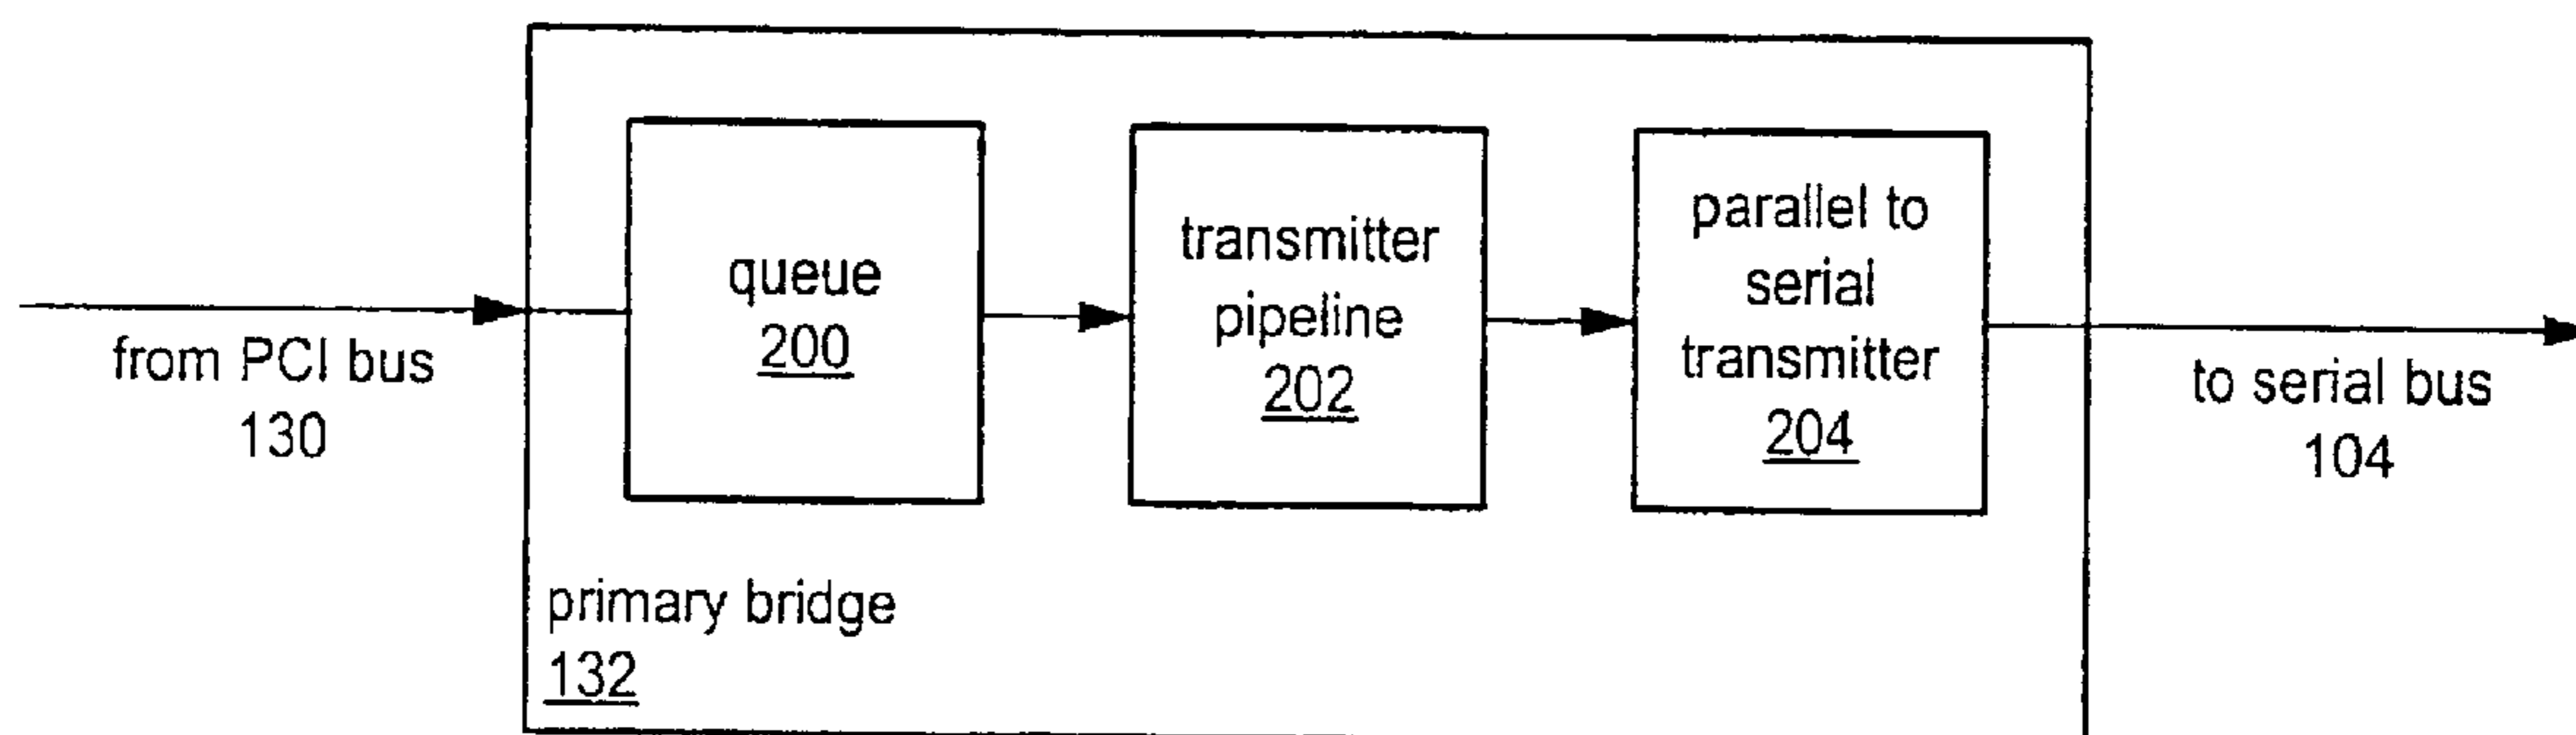 from PCI bus
130
queue
200
transmitter
pipeline
202
parallel to
serial
transmitter
204
to serial bus
104
primary bridge
132